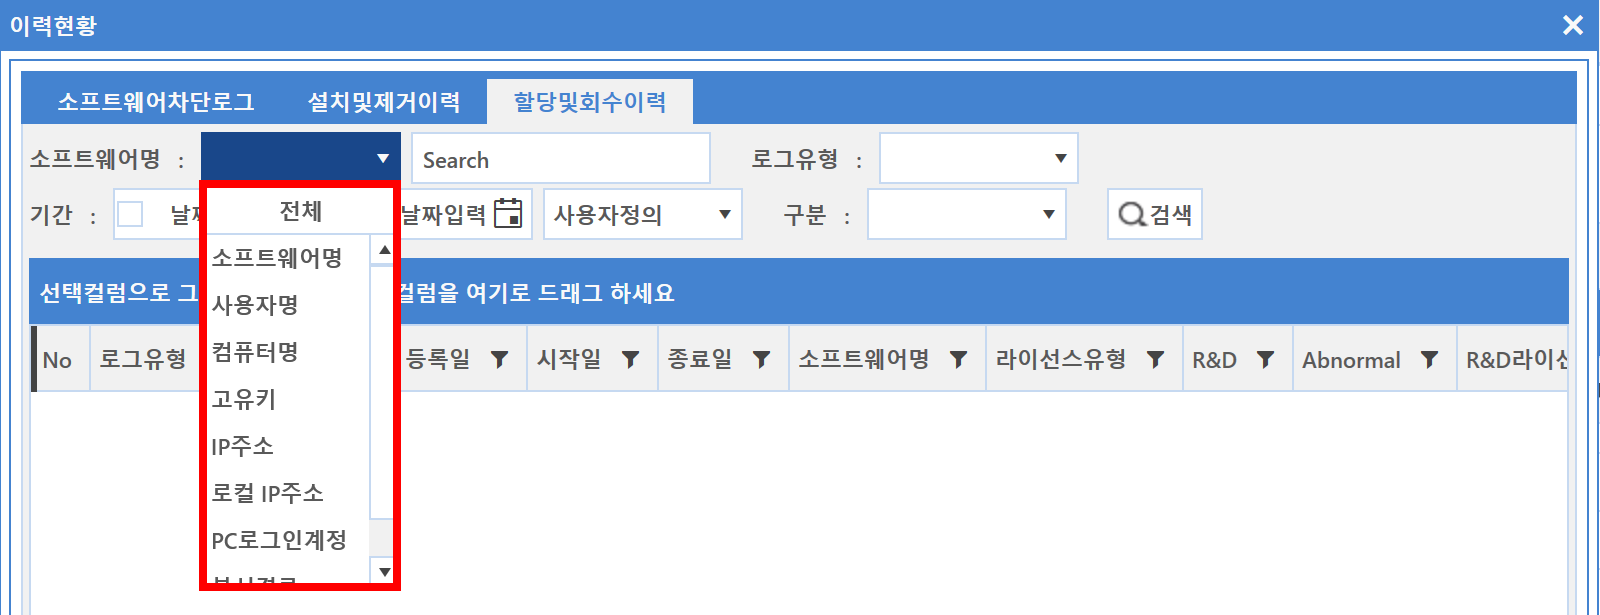 이력현황
소프트웨어차단로그 설치및제거이력 할당및회수이력
소프트웨어명 : Search 로그유형 :
기간 : 날짜입력 사용자정의 구분 : 검색
전체
소프트웨어명
사용자명
컴퓨터명
고유키
IP주소
로컬 IP주소
PC로그인계정
선택컬럼으로 컬럼을 여기로 드래그 하세요
No 로그유형 등록일 시작일 종료일 소프트웨어명 라이선스유형 R&D Abnormal R&D라이선